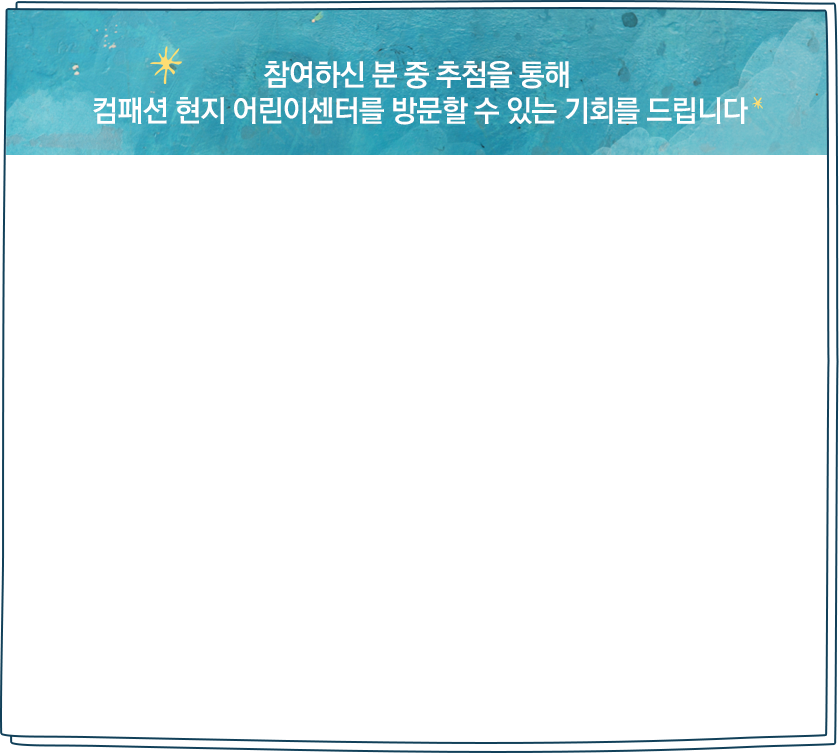 참여하신 분 중 추첨을 통해
컴패션 현지 어린이센터를 방문할 수 있는 기회를 드립니다